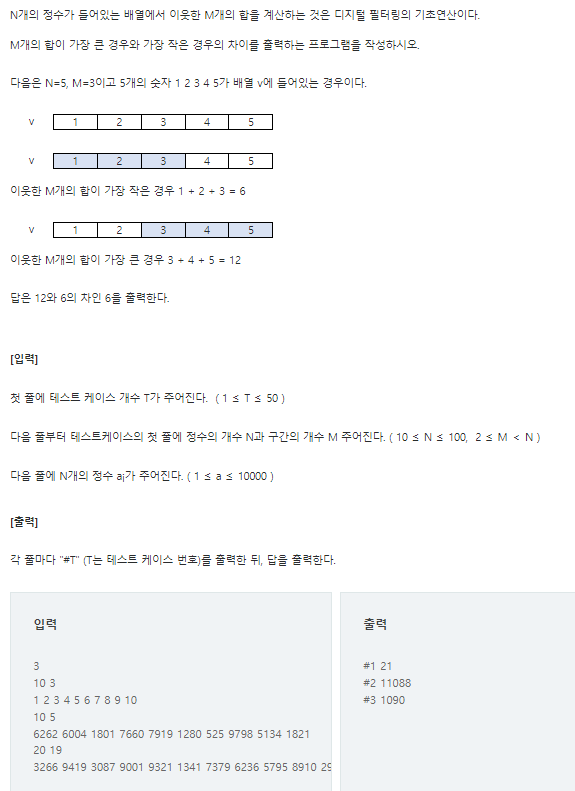 N개의 정수가 들어있는 배열에서 이웃한 M개의 합을 계산하는 것은 디지털 필터링의 기초연산이다.
M개의 합이 가장 큰 경우와 가장 작은 경우의 차이를 출력하는 프로그램을 작성하시오.
다음은 N=5, M=3이고 5개의 숫자 1 2 3 4 5가 배열 v에 들어있는 경우이다.
v 1 2 3 4 5
v 1 2 3 4 5
이웃한 M개의 합이 가장 작은 경우 1 + 2 + 3 = 6
v 1 2 3 4 5
이웃한 M개의 합이 가장 큰 경우 3 + 4 + 5 = 12
답은 12와 6의 차인 6을 출력한다.
[입력]
첫 줄에 테스트 케이스 개수 T가 주어진다. ( 1 ≤ T ≤ 50 )
다음 줄부터 테스트케이스의 첫 줄에 정수의 개수 N과 구간의 개수 M 주어진다. ( 10 ≤ N ≤ 100, 2 ≤ M < N )
다음 줄에 N개의 정수 ai가 주어진다. ( 1 ≤ a ≤ 10000 )
[출력]
각 줄마다 "#T" (T는 테스트 케이스 번호)를 출력한 뒤, 답을 출력한다.
입력
3
10 3
1 2 3 4 5 6 7 8 9 10
10 5
6262 6004 1801 7660 7919 1280 525 9798 5134 1821
20 19
3266 9419 3087 9001 9321 1341 7379 6236 5795 8910 29
출력
#1 21
#2 11088
#3 1090